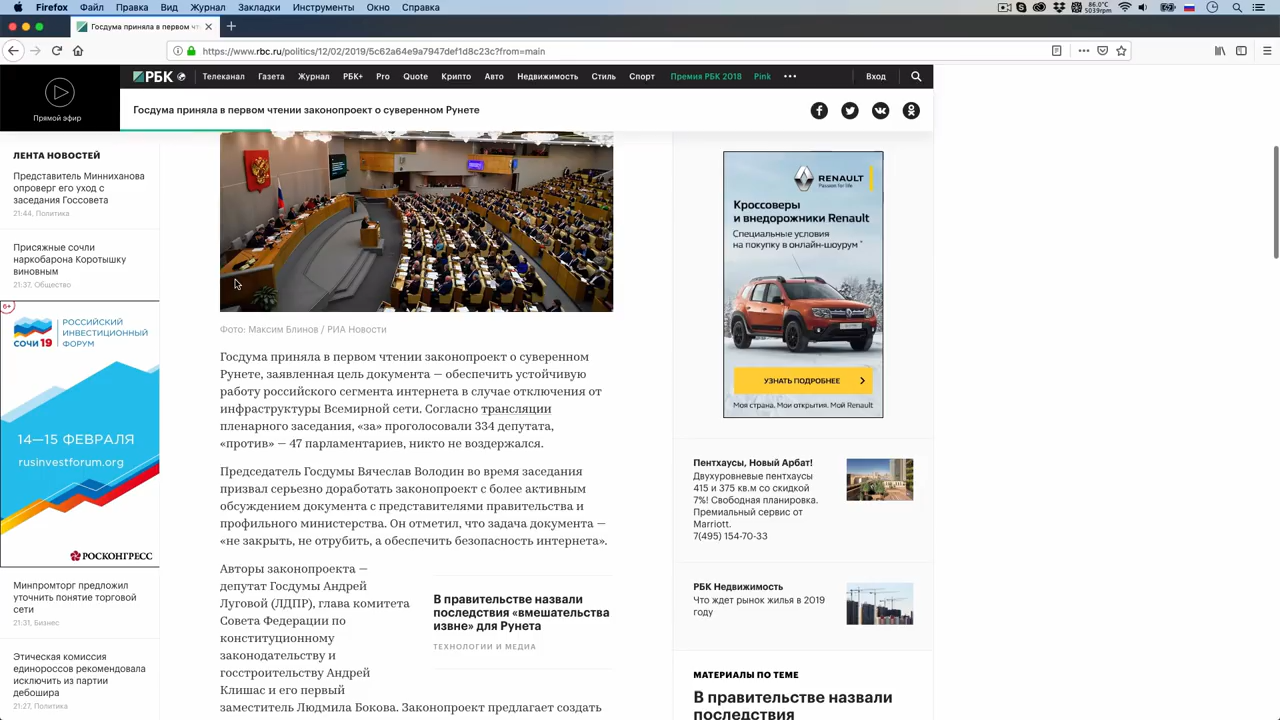 Firefox Файл Правка Вид Журнал Закладки Инструменты Окно Справка
86.0°C
5039rpm
Госдума приняла в первом чт
https://www.rbc.ru/politics/12/02/2019/5c62a64e9a7947def1d8c23c?from=main
Прямой эфир
РБК Телеканал Газета Журнал РБК+ Pro Quote Крипто Авто Недвижимость Стиль Спорт Премия РБК 2018 Pink Вход
Госдума приняла в первом чтении законопроект о суверенном Рунете
ЛЕНТА НОВОСТЕЙ
Представитель Минниханова
опроверг его уход с
заседания Госсовета
21:44, Политика
Присяжные сочли
наркобарона Коротышку
виновным
21:37, Общество
6+
СОЧИ 19
РОССИЙСКИЙ
ИНВЕСТИЦИОННЫЙ
ФОРУМ
14—15 ФЕВРАЛЯ
rusinvestforum.org
РОСКОНГРЕСС
Минпромторг предложил
уточнить понятие торговой
сети
21:31, Бизнес
Этическая комиссия
единороссов рекомендовала
исключить из партии
дебошира
21:27, Политика
Фото: Максим Блинов / РИА Новости
Госдума приняла в первом чтении законопроект о суверенном
Рунете, заявленная цель документа — обеспечить устойчивую
работу российского сегмента интернета в случае отключения от
инфраструктуры Всемирной сети. Согласно трансляции
пленарного заседания, «за» проголосовали 334 депутата,
«против» — 47 парламентариев, никто не воздержался.
Председатель Госдумы Вячеслав Володин во время заседания
призвал серьезно доработать законопроект с более активным
обсуждением документа с представителями правительства и
профильного министерства. Он отметил, что задача документа —
«не закрыть, не отрубить, а обеспечить безопасность интернета».
Авторы законопроекта —
депутат Госдумы Андрей
Луговой (ЛДПР), глава комитета
Совета Федерации по
конституционному
законодательству и
госстроительству Андрей
Клишас и его первый
заместитель Людмила Бокова. Законопроект предлагает создать
В правительстве назвали
последствия «вмешательства
извне» для Рунета
ТЕХНОЛОГИИ И МЕДИА
RENAULT
Passion for life
Кроссоверы
и внедорожники Renault
Специальные условия
на покупку в онлайн-шоурум*
УЗНАТЬ ПОДРОБНЕЕ
Моя страна. Мои открытия. Мой Renault
Пентхаусы, Новый Арбат!
Двухуровневые пентхаусы
415 и 375 кв.м со скидкой
7%! Свободная планировка.
Премиальный сервис от
Marriott.
7(495) 154-70-33
РБК Недвижимость
Что ждет рынок жилья в 2019
году
МАТЕРИАЛЫ ПО ТЕМЕ
В правительстве назвали
последствия